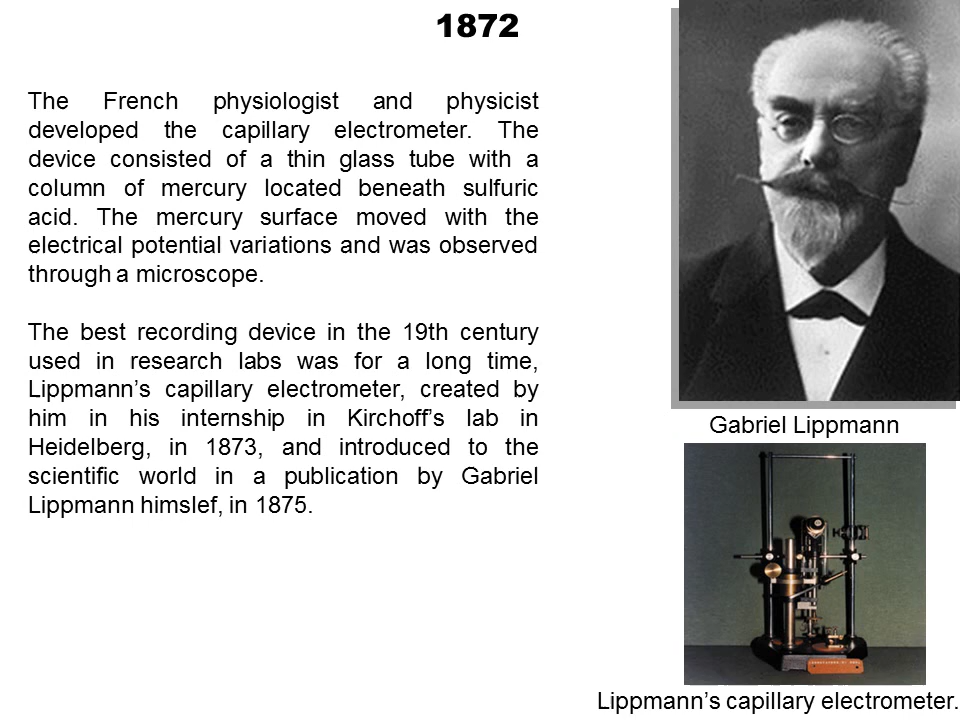 1872
The French physiologist and physicist
developed the capillary electrometer. The
device consisted of a thin glass tube with a
column of mercury located beneath sulfuric
acid. The mercury surface moved with the
electrical potential variations and was observed
through a microscope.
The best recording device in the 19th century
used in research labs was for a long time,
Lippmann’s capillary electrometer, created by
him in his internship in Kirchoff’s lab in
Heidelberg, in 1873, and introduced to the
scientific world in a publication by Gabriel
Lippmann himslef, in 1875.
Gabriel Lippmann
Lippmann’s capillary electrometer.